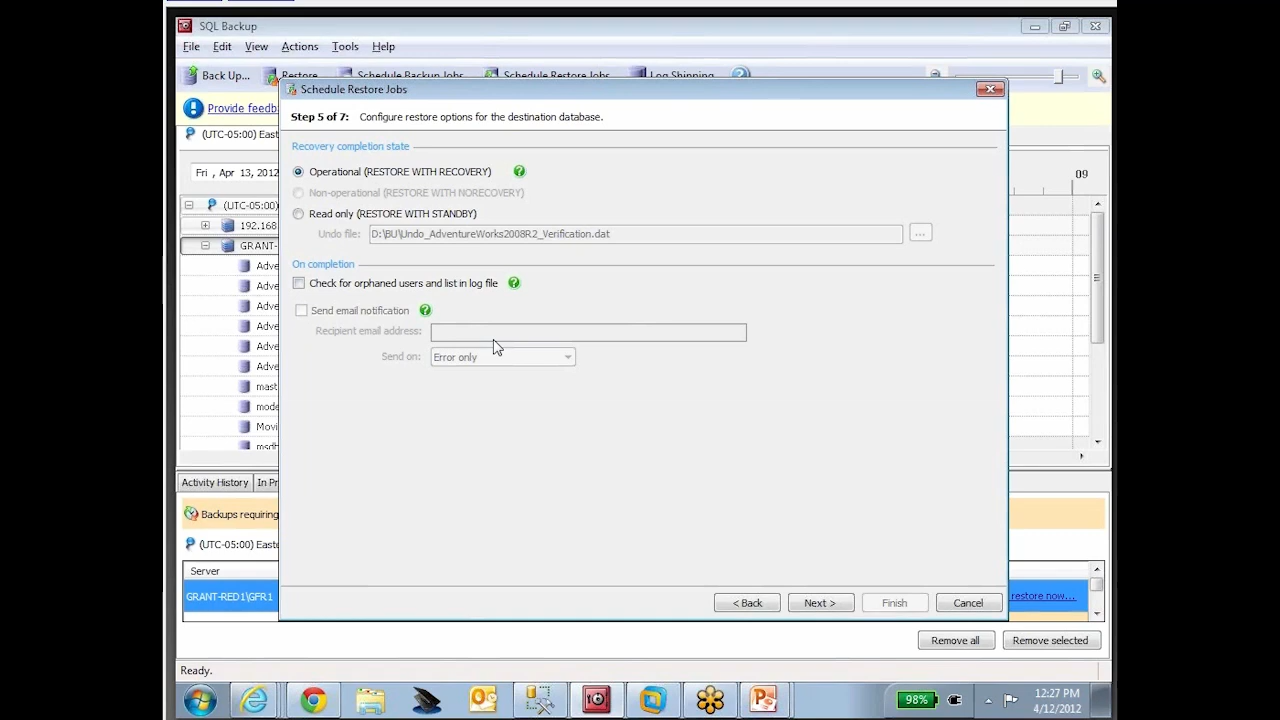 SQL Backup
File Edit View Actions Tools Help
Back Up... Restore Schedule Backup Jobs Schedule Restore Jobs Log Shipping
Schedule Restore Jobs
Provide feedb
Step 5 of 7: Configure restore options for the destination database.
(UTC-05:00) East
Recovery completion state
Fri , Apr 13, 2012
Operational (RESTORE WITH RECOVERY)
09
Non-operational (RESTORE WITH NORECOVERY)
(UTC-05:00)
Read only (RESTORE WITH STANDBY)
192.168
Undo file: D:\BU\Undo_AdventureWorks2008R2_Verification.dat ...
GRANT-
On completion
Adve
Check for orphaned users and list in log file
Adve
Adve
Send email notification
Adve
Recipient email address:
Adve
Send on: Error only
Adve
mast
mode
Movi
msdb
Activity History In Pr
Backups requiring
(UTC-05:00) Easte
Server
GRANT-RED1\GFR1 restore now...
< Back Next > Finish Cancel
Remove all Remove selected
Ready.
98% 12:27 PM
4/12/2012